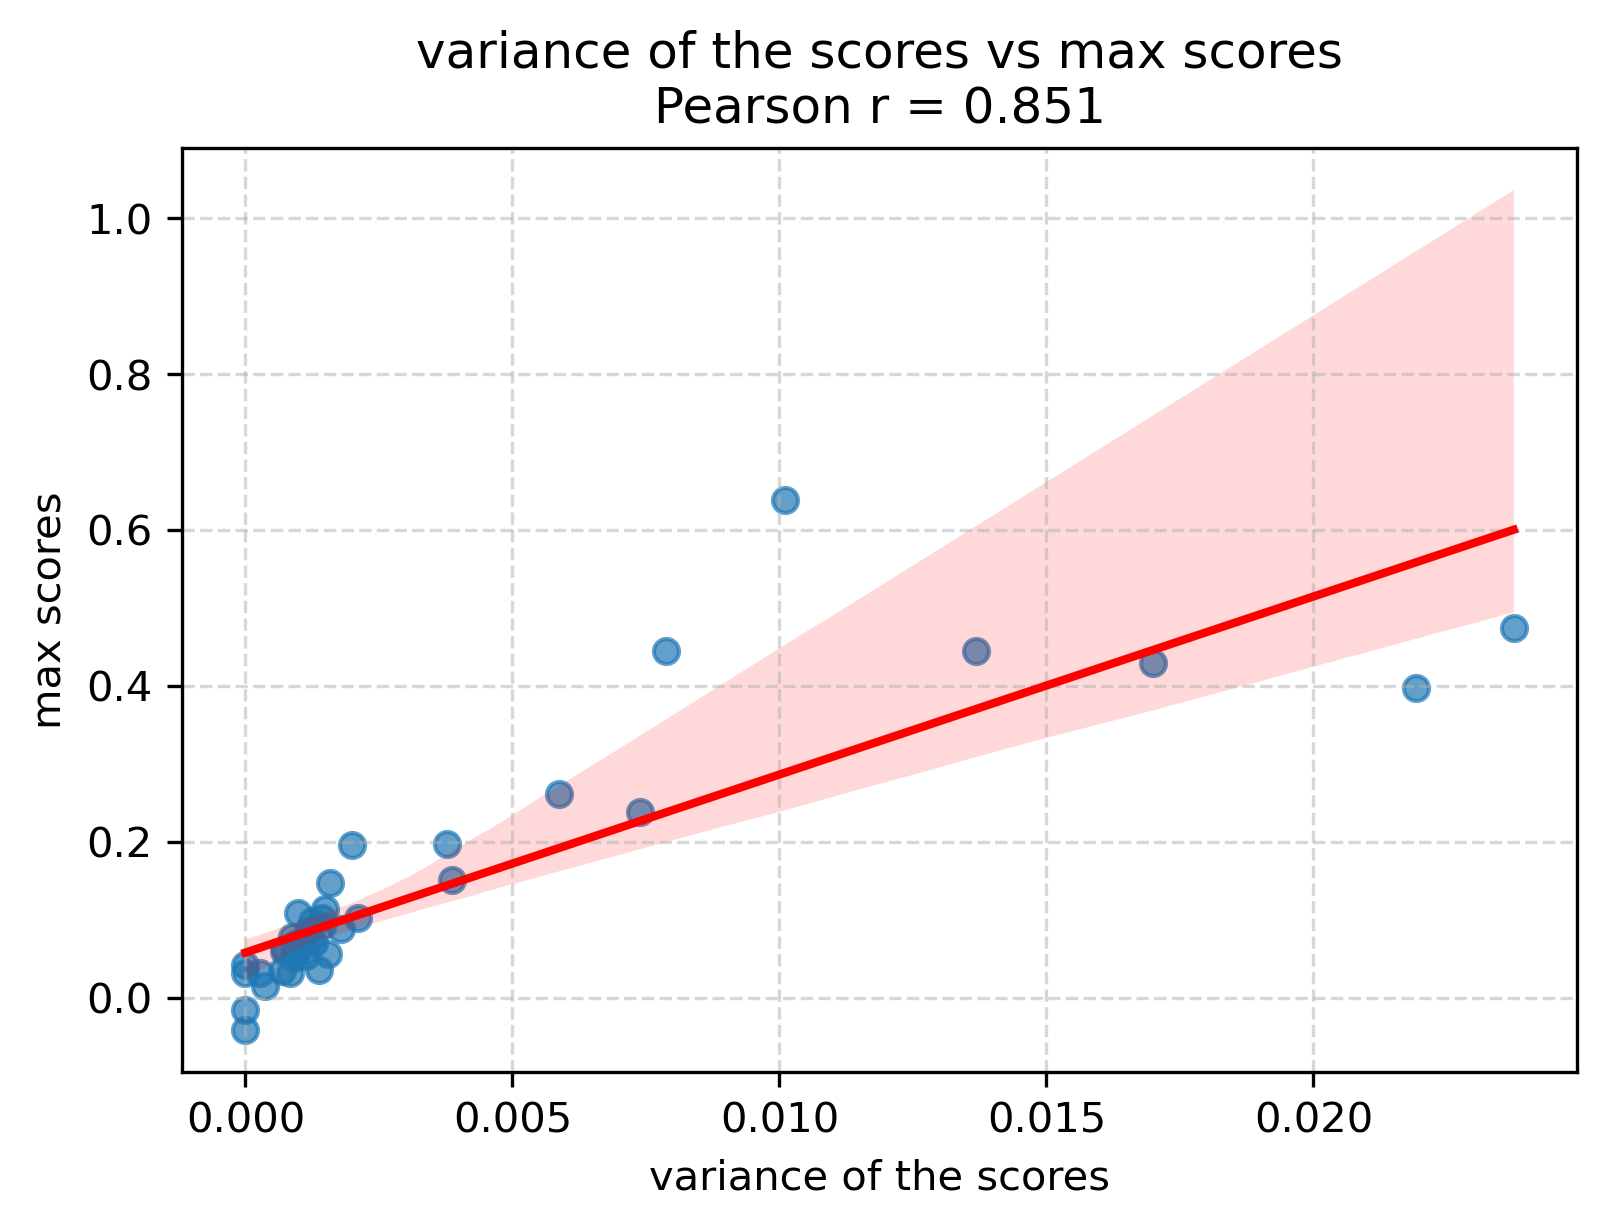 variance of the scores vs max scores
Pearson r = 0.851
max scores
1.0
0.8
0.6
0.4
0.2
0.0
0.000 0.005 0.010 0.015 0.020
variance of the scores